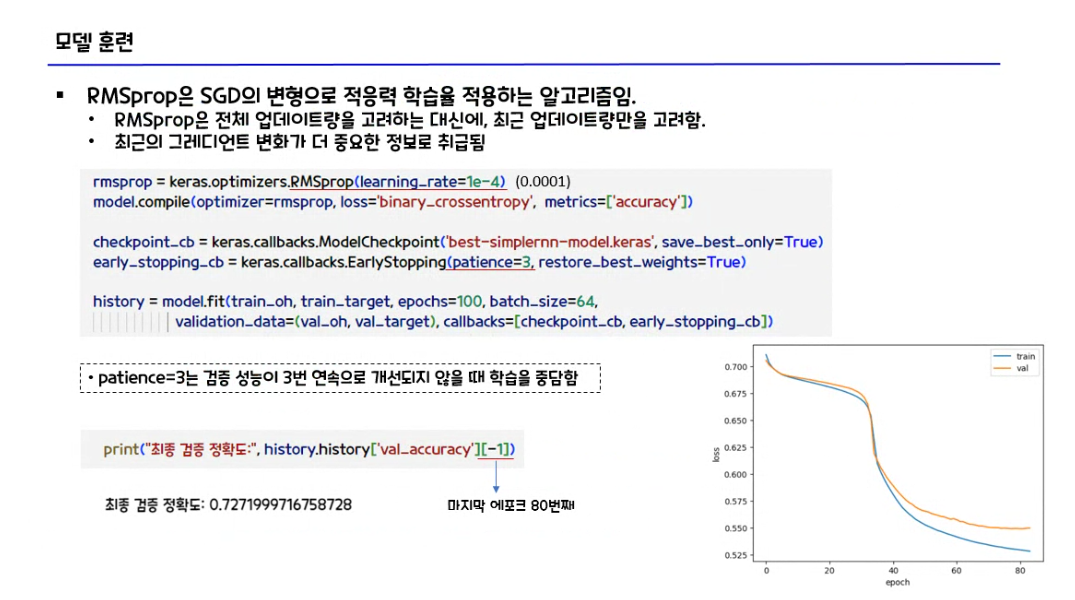 모델 훈련
▪ RMSprop은 SGD의 변형으로 적응력 학습율 적용하는 알고리즘임.
• RMSprop은 전체 업데이트량을 고려하는 대신에, 최근 업데이트량만을 고려함.
• 최근의 그레디언트 변화가 더 중요한 정보로 취급됨
rmsprop = keras.optimizers.RMSprop(learning_rate=1e-4) (0.0001)
model.compile(optimizer=rmsprop, loss='binary_crossentropy', metrics=['accuracy'])
checkpoint_cb = keras.callbacks.ModelCheckpoint('best-simplernn-model.keras', save_best_only=True)
early_stopping_cb = keras.callbacks.EarlyStopping(patience=3, restore_best_weights=True)
history = model.fit(train_oh, train_target, epochs=100, batch_size=64,
validation_data=(val_oh, val_target), callbacks=[checkpoint_cb, early_stopping_cb])
• patience=3는 검증 성능이 3번 연속으로 개선되지 않을 때 학습을 중담함
print("최종 검증 정확도:", history.history['val_accuracy'][-1])
최종 검증 정확도: 0.7271999716758728
마지막 에포크 80번째
train
val
0.700
0.675
0.650
0.625
0.600
0.575
0.550
0.525
loss
0 20 40 60 80
epoch